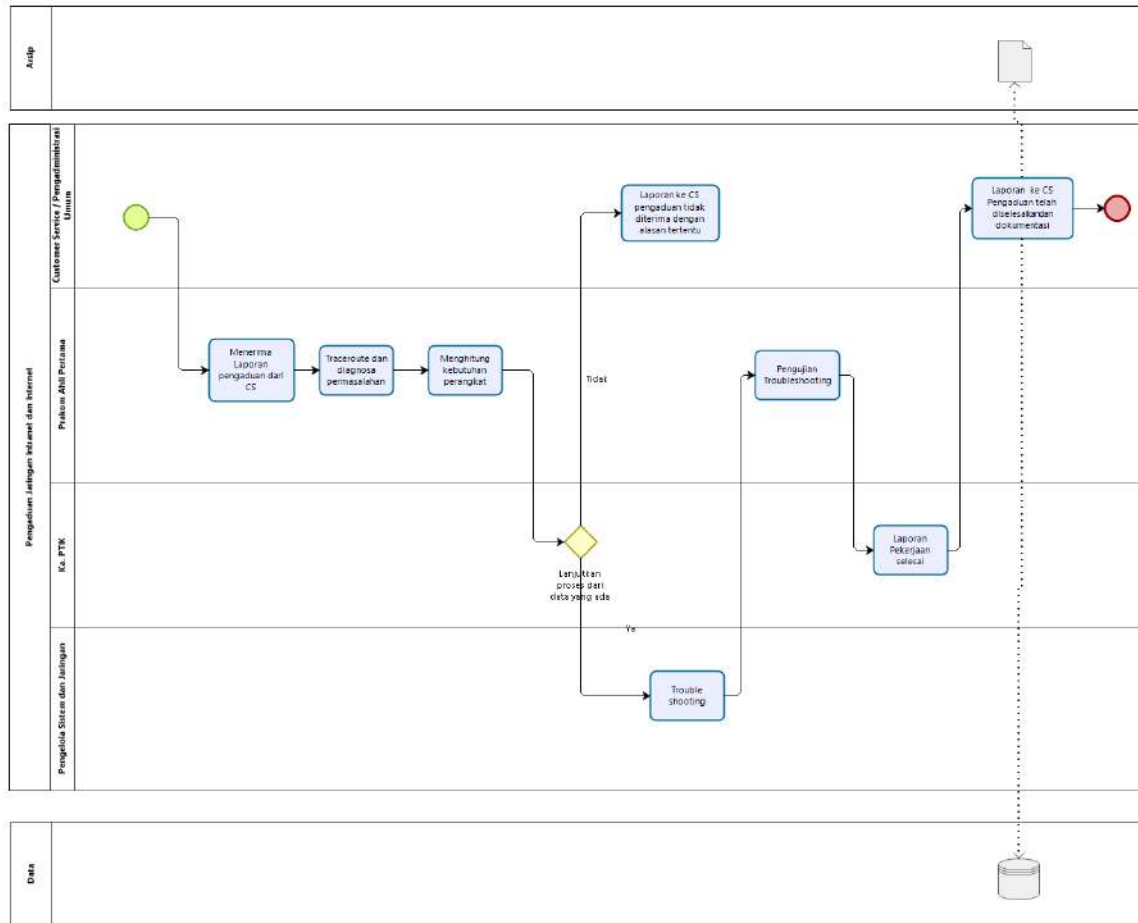 Arsip
Pengaduan Jaringan Intranet dan Internet
Customer Service / Pengadministrasi
Umum
Laporan ke CS
pengaduan tidak
diterima dengan
alasan tertentu
Laporan ke CS
Pengaduan telah
diselesaikandan
dokumentasi
Prakom Ahli Pertama
Menerima
Laporan
pengaduan dari
CS
Traceroute dan
diagnosa
permasalahan
Menghitung
kebutuhan
perangkat
Tidak
Pengujian
Troubleshooting
Ka. PTIK
Lanjutkan
proses dari
data yang ada
Laporan
Pekerjaan
selesai
Ya
Pengelola Sistem dan Jaringan
Trouble
shooting
Data